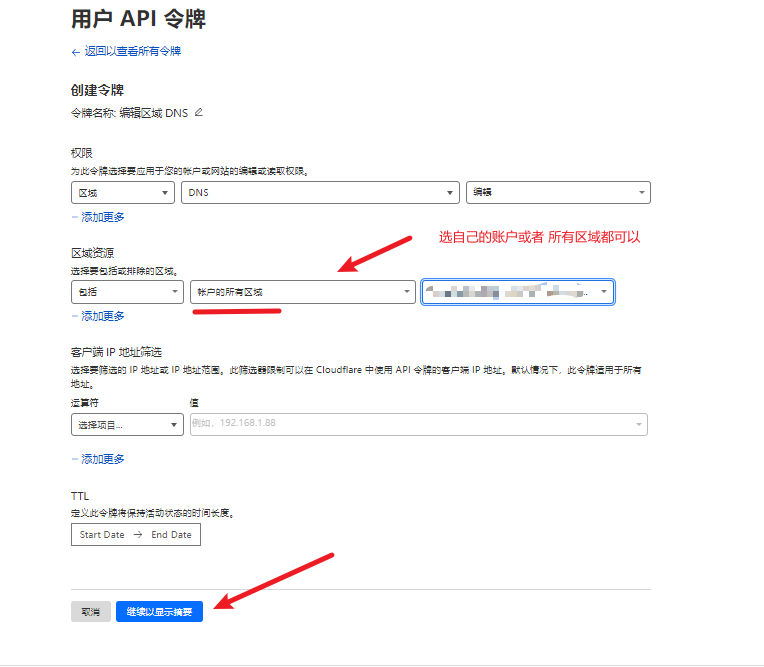 用户 API 令牌
← 返回以查看所有令牌
创建令牌
令牌名称: 编辑区域 DNS
权限
为此令牌选择要应用于您的帐户或网站的编辑或读取权限。
区域 DNS 编辑
添加更多
选自己的账户或者 所有区域都可以
区域资源
选择要包括或排除的区域。
包括 帐户的所有区域
添加更多
客户端 IP 地址筛选
选择要筛选的 IP 地址或 IP 地址范围。此筛选器限制可以在 Cloudflare 中使用 API 令牌的客户端 IP 地址。默认情况下，此令牌适用于所有
地址。
运算符 值
选择项目... 例如，192.168.1.88
添加更多
TTL
定义此令牌将保持活动状态的时间长度。
Start Date → End Date
取消 继续以显示摘要